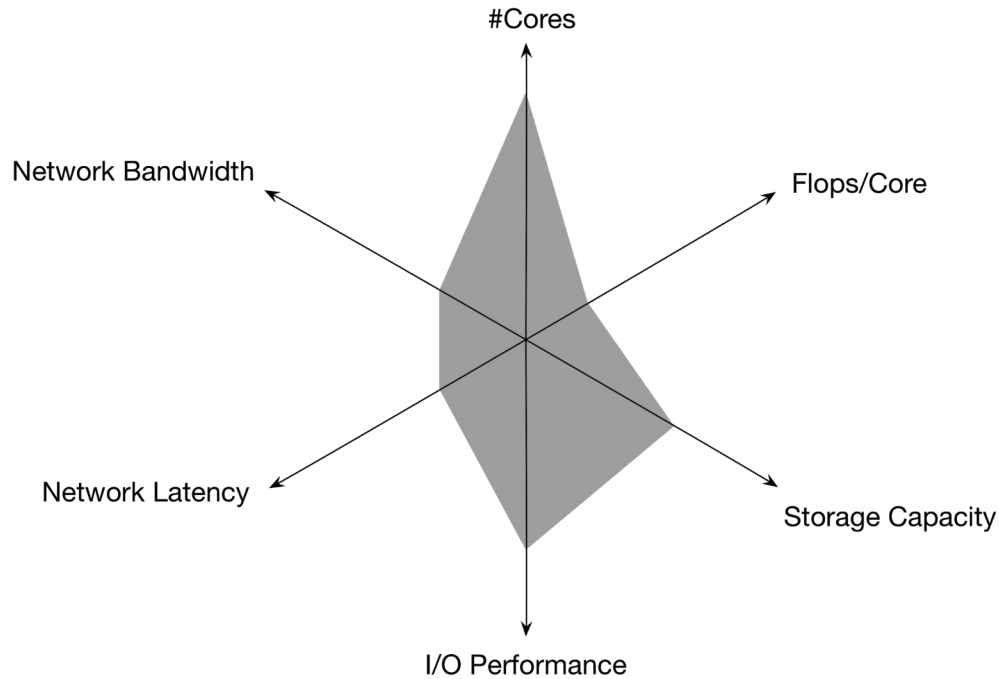 #Cores
Network Bandwidth
Flops/Core
Network Latency
Storage Capacity
I/O Performance